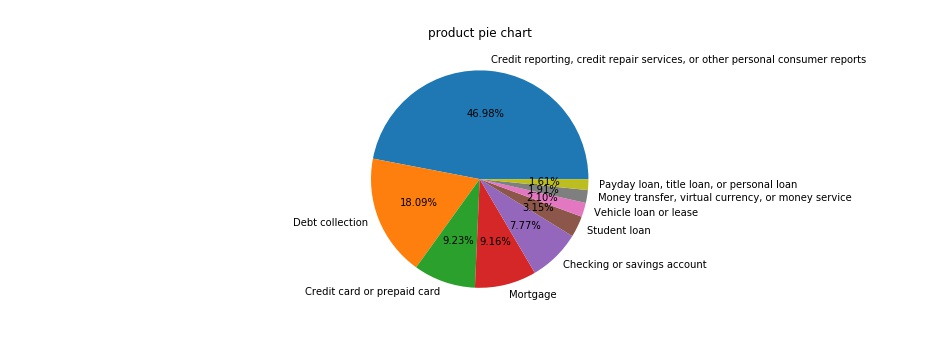 product pie chart
Credit reporting, credit repair services, or other personal consumer reports
46.98%
Debt collection
18.09%
Credit card or prepaid card
9.23%
Mortgage
9.16%
Checking or savings account
7.77%
Student loan
3.15%
Vehicle loan or lease
2.10%
Money transfer, virtual currency, or money service
1.91%
Payday loan, title loan, or personal loan
1.61%